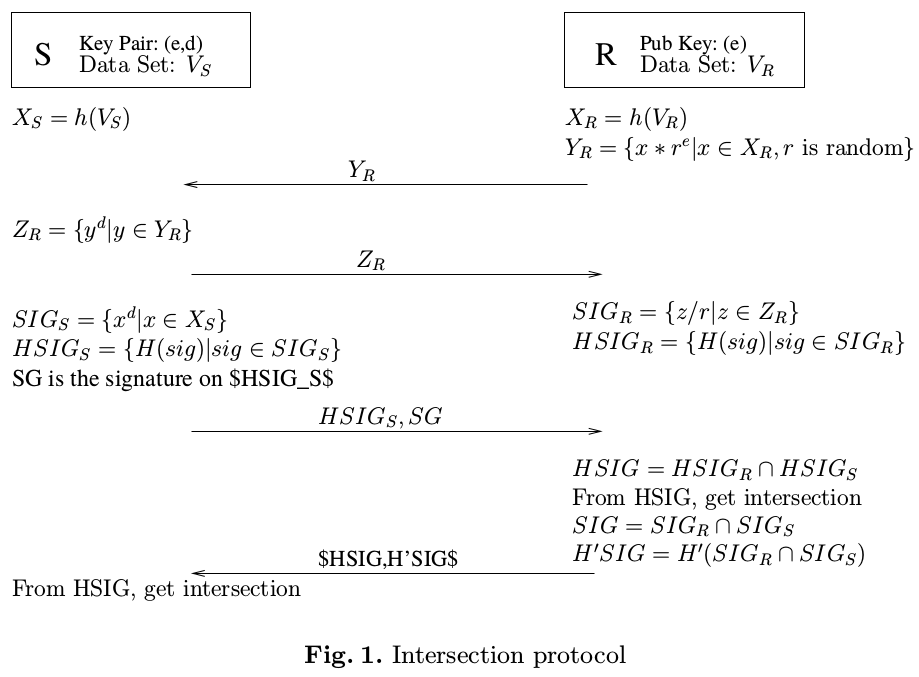 S Key Pair: (e,d)
Data Set: $V_S$
R Pub Key: (e)
Data Set: $V_R$
$X_S = h(V_S)$
$X_R = h(V_R)$
$Y_R = \{x * r^e | x \in X_R, r \text{ is random}\}$
$Y_R$
$Z_R = \{y^d | y \in Y_R\}$
$Z_R$
$SIG_S = \{x^d | x \in X_S\}$
$HSIG_S = \{H(sig) | sig \in SIG_S\}$
SG is the signature on $HSIG_S$
$SIG_R = \{z/r | z \in Z_R\}$
$HSIG_R = \{H(sig) | sig \in SIG_R\}$
$HSIG_S, SG$
$HSIG = HSIG_R \cap HSIG_S$
From HSIG, get intersection
$SIG = SIG_R \cap SIG_S$
$H'SIG = H'(SIG_R \cap SIG_S)$
$HSIG,H'SIG$
From HSIG, get intersection
Fig. 1. Intersection protocol